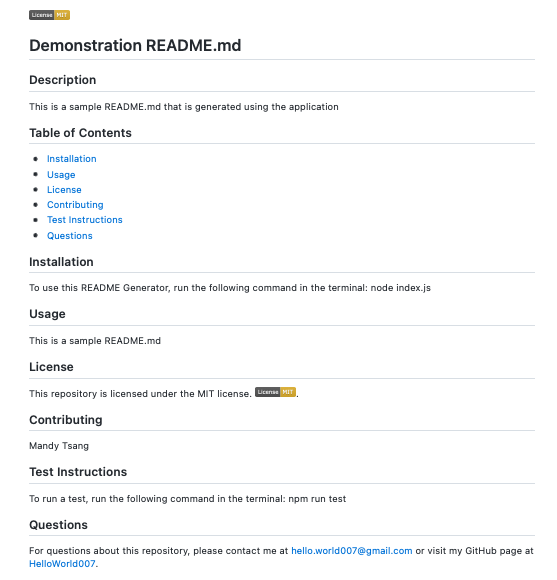 License MIT
Demonstration README.md
Description
This is a sample README.md that is generated using the application
Table of Contents
Installation
Usage
License
Contributing
Test Instructions
Questions
Installation
To use this README Generator, run the following command in the terminal: node index.js
Usage
This is a sample README.md
License
This repository is licensed under the MIT license. License MIT.
Contributing
Mandy Tsang
Test Instructions
To run a test, run the following command in the terminal: npm run test
Questions
For questions about this repository, please contact me at hello.world007@gmail.com or visit my GitHub page at
HelloWorld007.